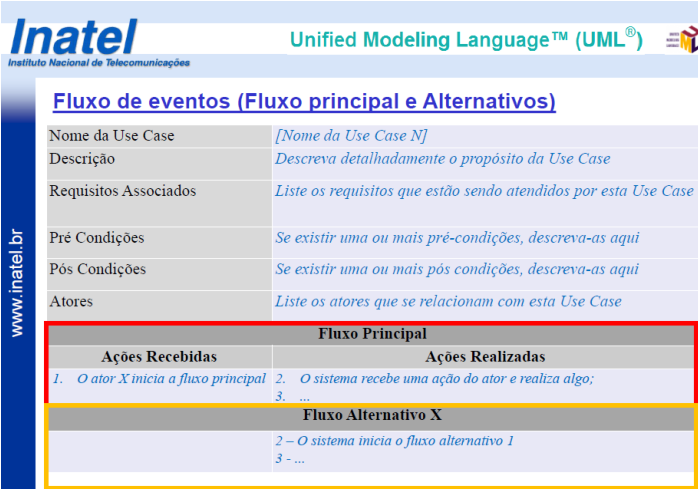 Inatel
Instituto Nacional de Telecomunicações
Unified Modeling Language™ (UML®)
www.inatel.br
Fluxo de eventos (Fluxo principal e Alternativos)
Nome da Use Case [Nome da Use Case N]
Descrição Descreva detalhadamente o propósito da Use Case
Requisitos Associados Liste os requisitos que estão sendo atendidos por esta Use Case
Pré Condições Se existir uma ou mais pré-condições, descreva-as aqui
Pós Condições Se existir uma ou mais pós condições, descreva-as aqui
Atores Liste os atores que se relacionam com esta Use Case
Fluxo Principal
Ações Recebidas Ações Realizadas
1. O ator X inicia a fluxo principal 2. O sistema recebe uma ação do ator e realiza algo;
3. ...
Fluxo Alternativo X
2 – O sistema inicia o fluxo alternativo 1
3 - ...